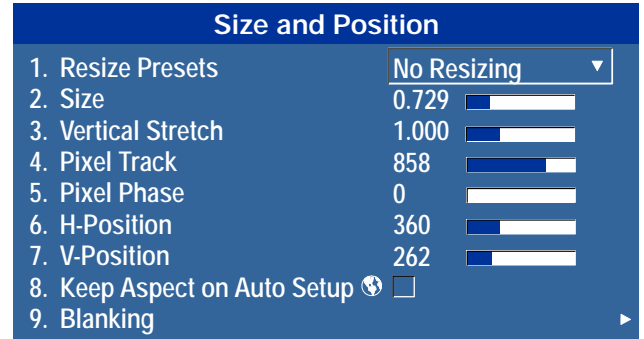 Size and Position
1. Resize Presets No Resizing
2. Size 0.729
3. Vertical Stretch 1.000
4. Pixel Track 858
5. Pixel Phase 0
6. H-Position 360
7. V-Position 262
8. Keep Aspect on Auto Setup
9. Blanking